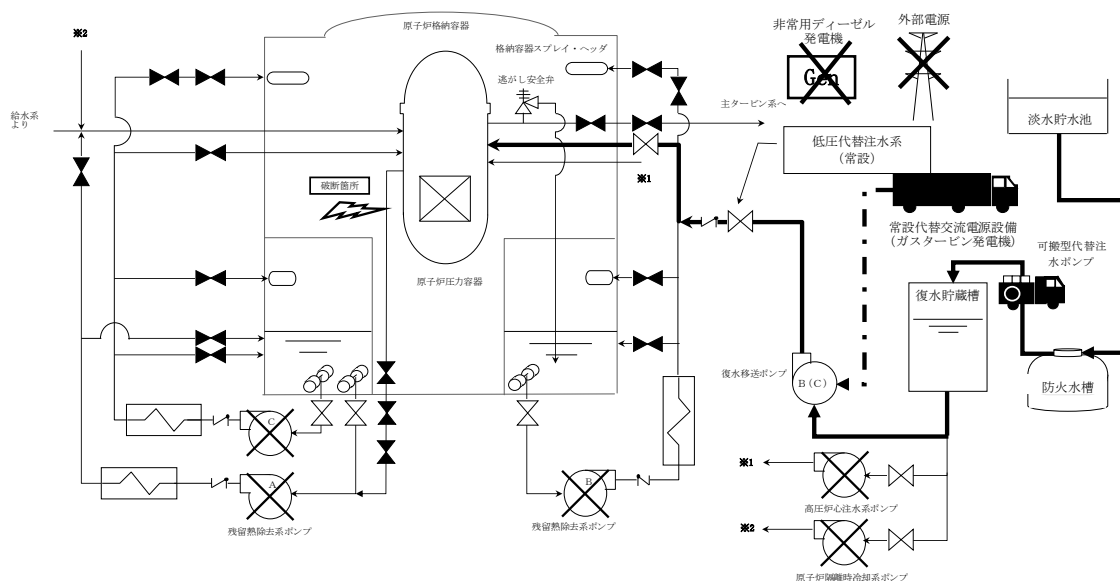 原子炉格納容器
※2
格納容器スプレイ・ヘッダ
逃がし安全弁
非常用ディーゼル
発電機
Gen
外部電源
給水系
より
主タービン系へ
淡水貯水池
低圧代替注水系
(常設)
※1
破断箇所
常設代替交流電源設備
(ガスタービン発電機)
原子炉圧力容器
可搬型代替注
水ポンプ
復水貯蔵槽
復水移送ポンプ
B(C)
防火水槽
C
A
残留熱除去系ポンプ
B
残留熱除去系ポンプ
※1
高圧炉心注水系ポンプ
※2
原子炉隔離時冷却系ポンプ